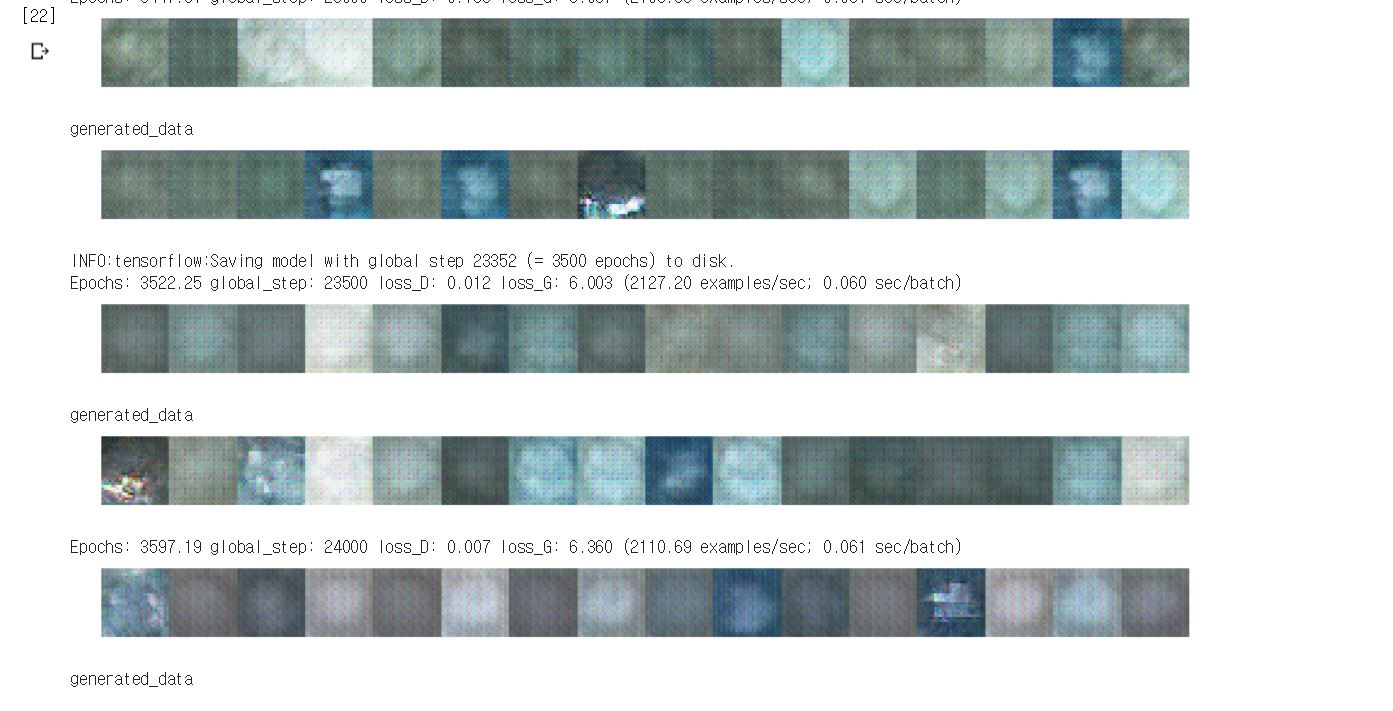 [22]
generated_data
INFO:tensorflow:Saving model with global step 23352 (= 3500 epochs) to disk.
Epochs: 3522.25 global_step: 23500 loss_D: 0.012 loss_G: 6.003 (2127.20 examples/sec; 0.060 sec/batch)
generated_data
Epochs: 3597.19 global_step: 24000 loss_D: 0.007 loss_G: 6.360 (2110.69 examples/sec; 0.061 sec/batch)
generated_data